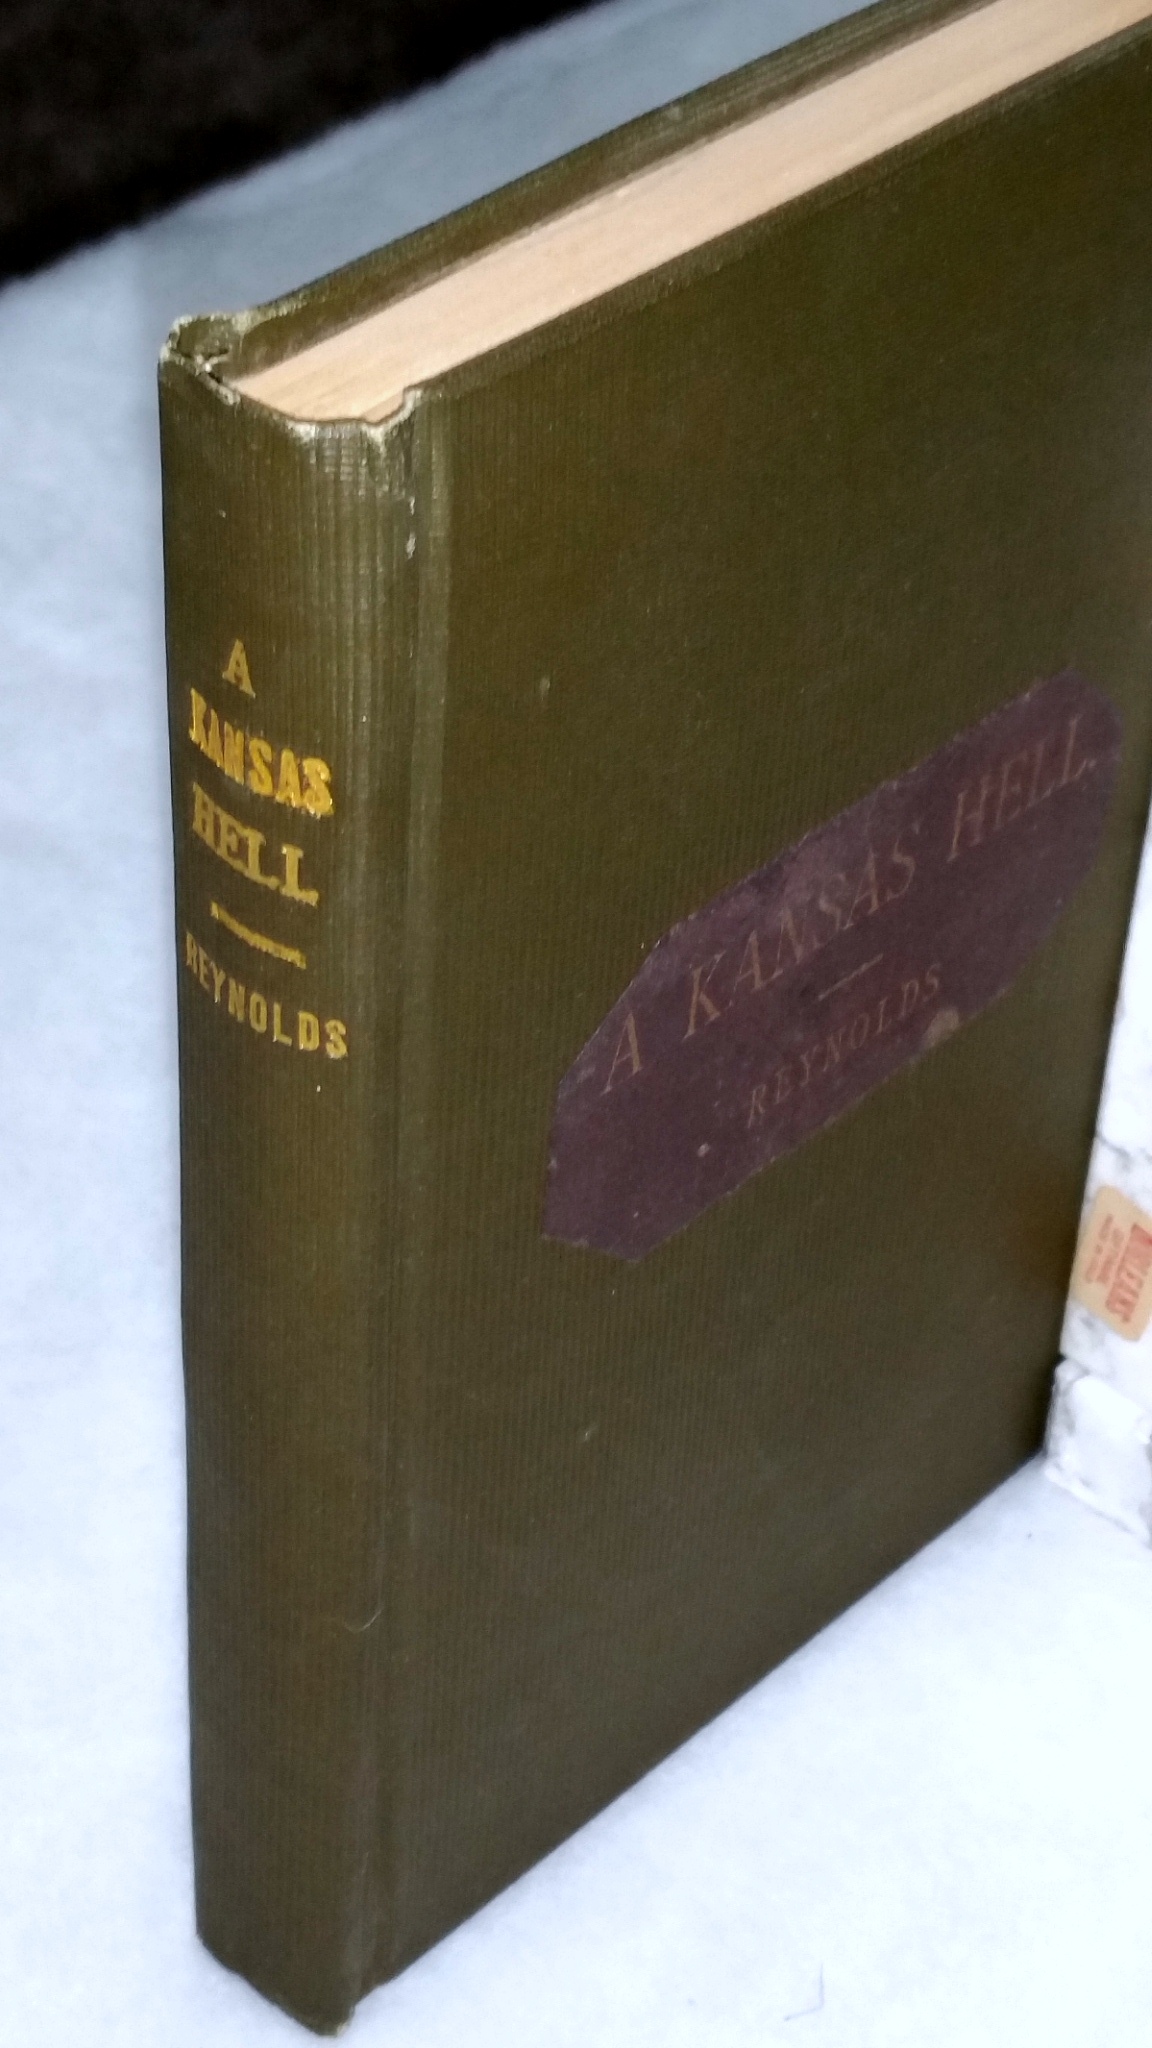 A
KANSAS
HELL
REYNOLDS
A KANSAS HELL
REYNOLDS